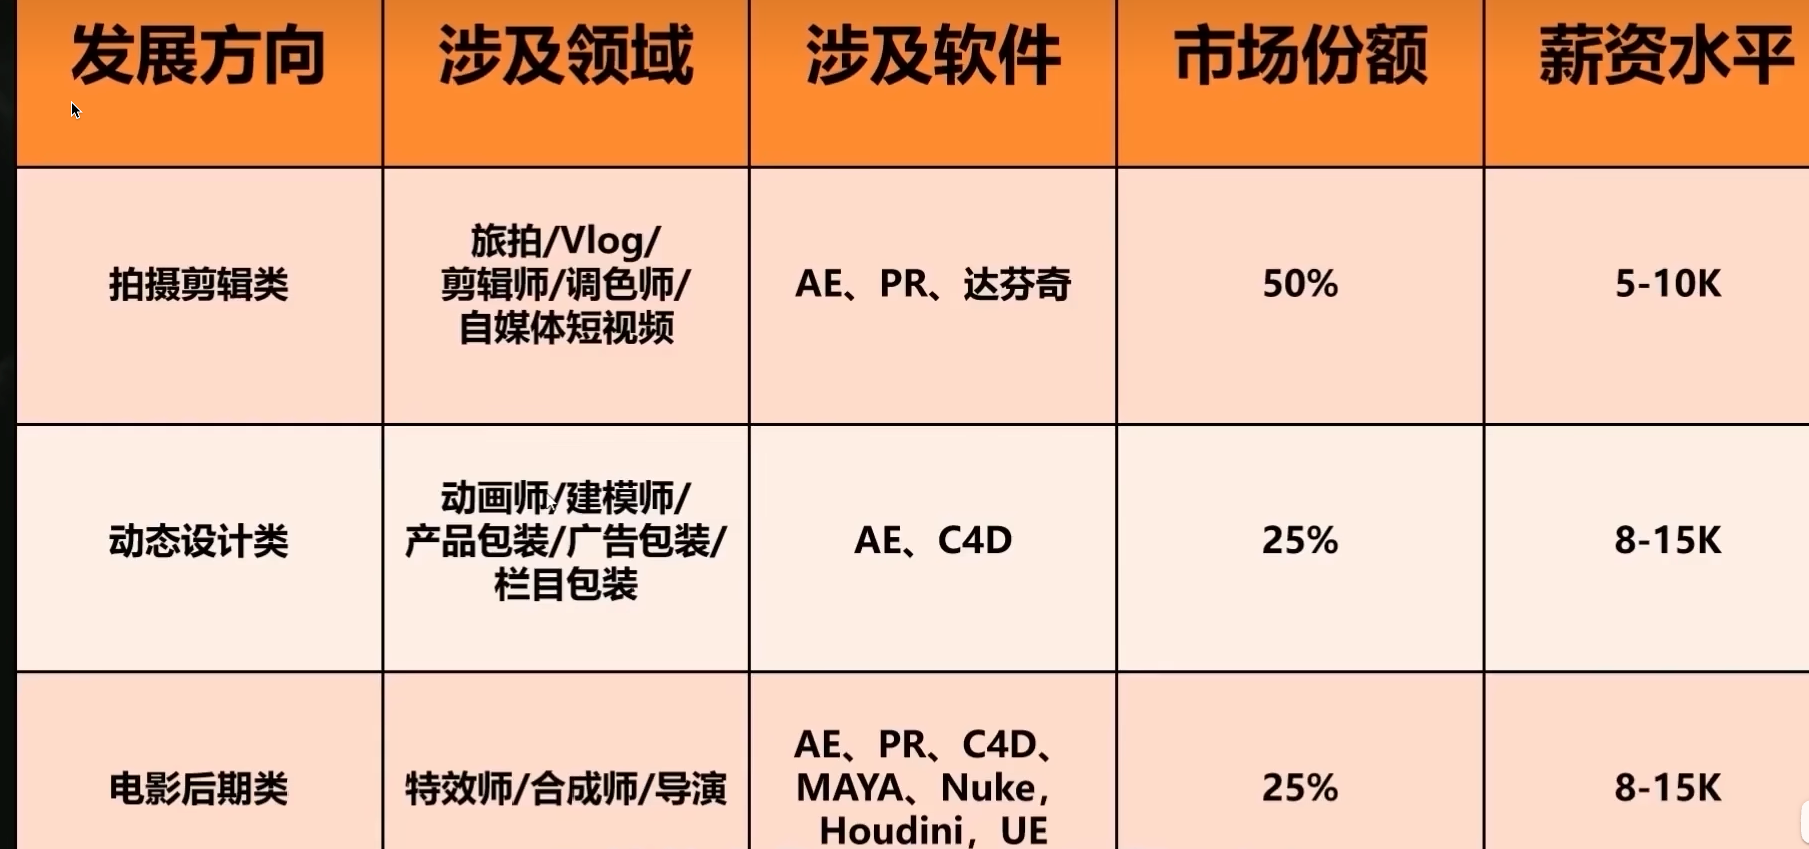 发展方向 涉及领域 涉及软件 市场份额 薪资水平
拍摄剪辑类
旅拍/Vlog/
剪辑师/调色师/
自媒体短视频
AE、PR、达芬奇
50%
5-10K
动态设计类
动画师/建模师/
产品包装/广告包装/
栏目包装
AE、C4D
25%
8-15K
电影后期类
特效师/合成师/导演
AE、PR、C4D、
MAYA、Nuke，
Houdini，UE
25%
8-15K